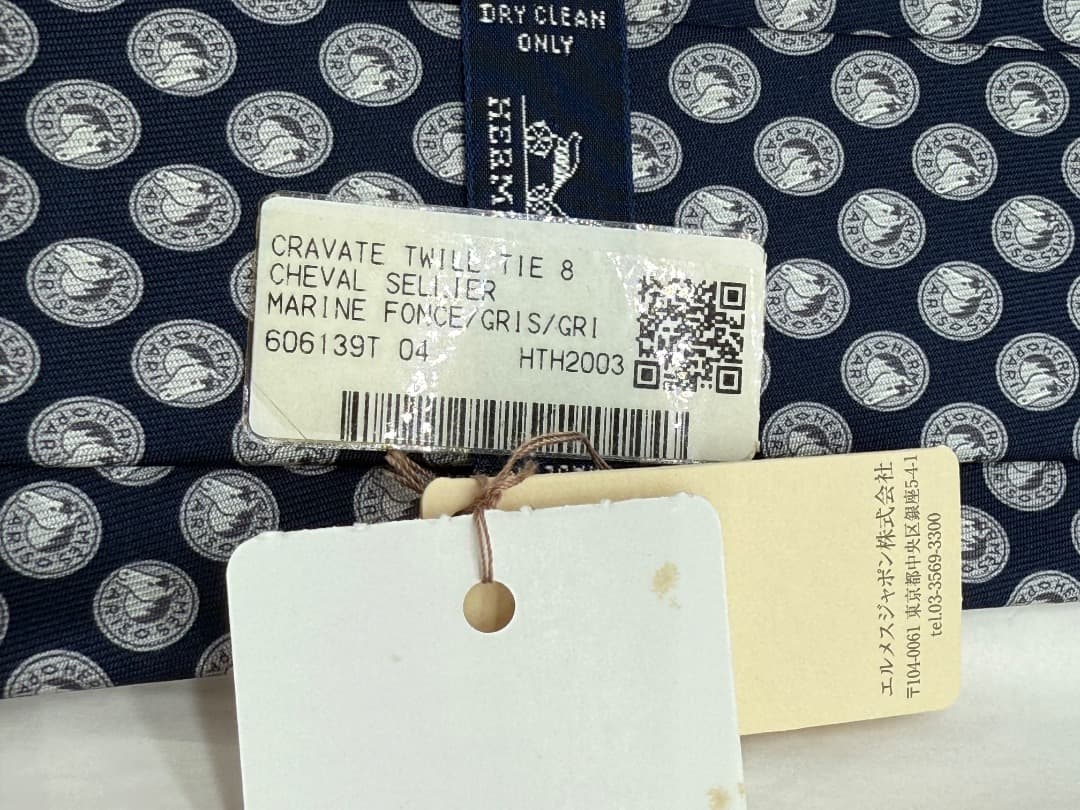 DRY CLEAN
ONLY
HERM
CRAVATE TWILL TIE 8
CHEVAL SELLIER
MARINE FONCE/GRIS/GRI
606139T 04 HTH2003
エルメスジャポン株式会社
〒104-0061 東京都中央区銀座5-4-1
tel.03-3569-3300